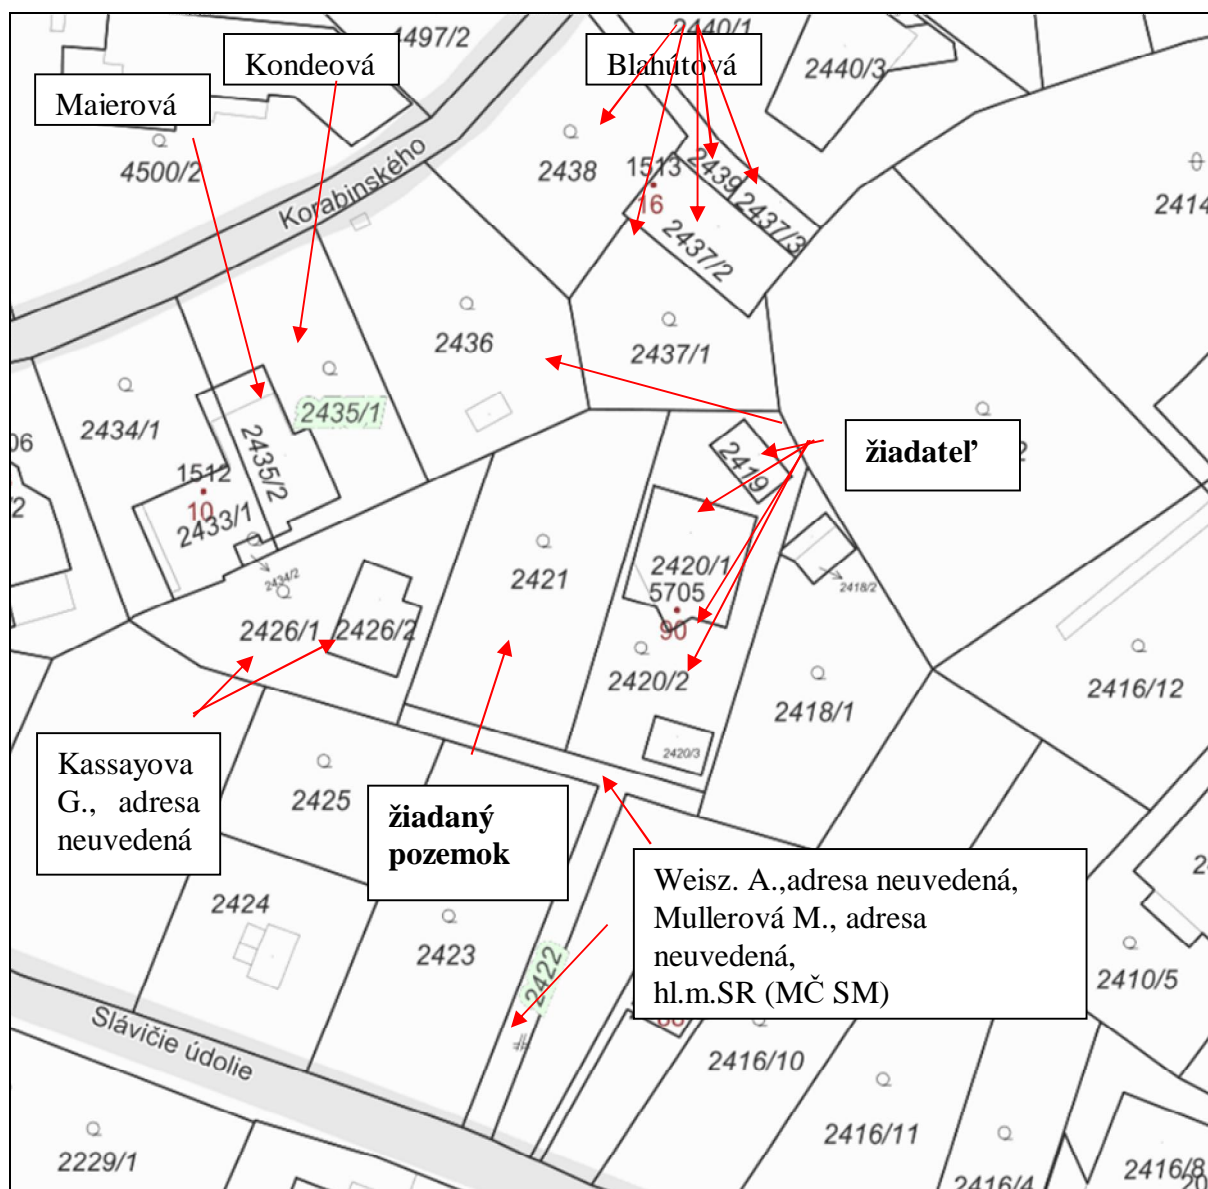 4497/2
2440/1
Kondeová
Blahútová
2440/3
Maierová
4500/2
Korabinského
2438
1513
2439
16
2437/3
2437/2
2414
2436
2437/1
2434/1
2435/1
2435/2
2419
žiadateľ
1512
10
2433/1
2434/2
2421
2420/1
5705
90
2418/2
2426/1
2426/2
2420/2
2418/1
2416/12
2420/3
Kassayova
G., adresa
neuvedená
2425
žiadaný
pozemok
Weisz. A.,adresa neuvedená,
Mullerová M., adresa
neuvedená,
hl.m.SR (MČ SM)
2424
2423
2422
2410/5
Slávičie údolie
2416/10
2416/11
2229/1
2416/4
2416/8